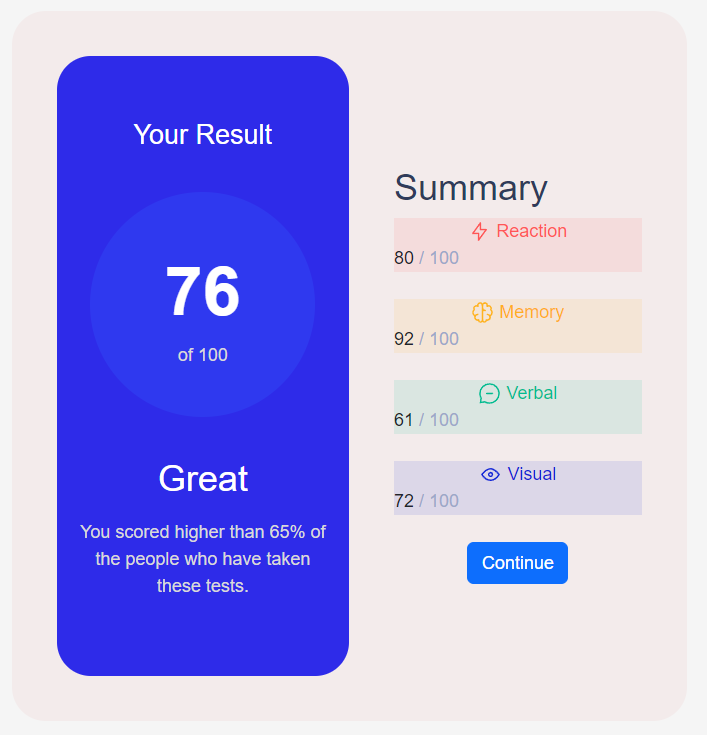 Your Result
76
of 100
Great
You scored higher than 65% of
the people who have taken
these tests.
Summary
Reaction
80 / 100
Memory
92 / 100
Verbal
61 / 100
Visual
72 / 100
Continue